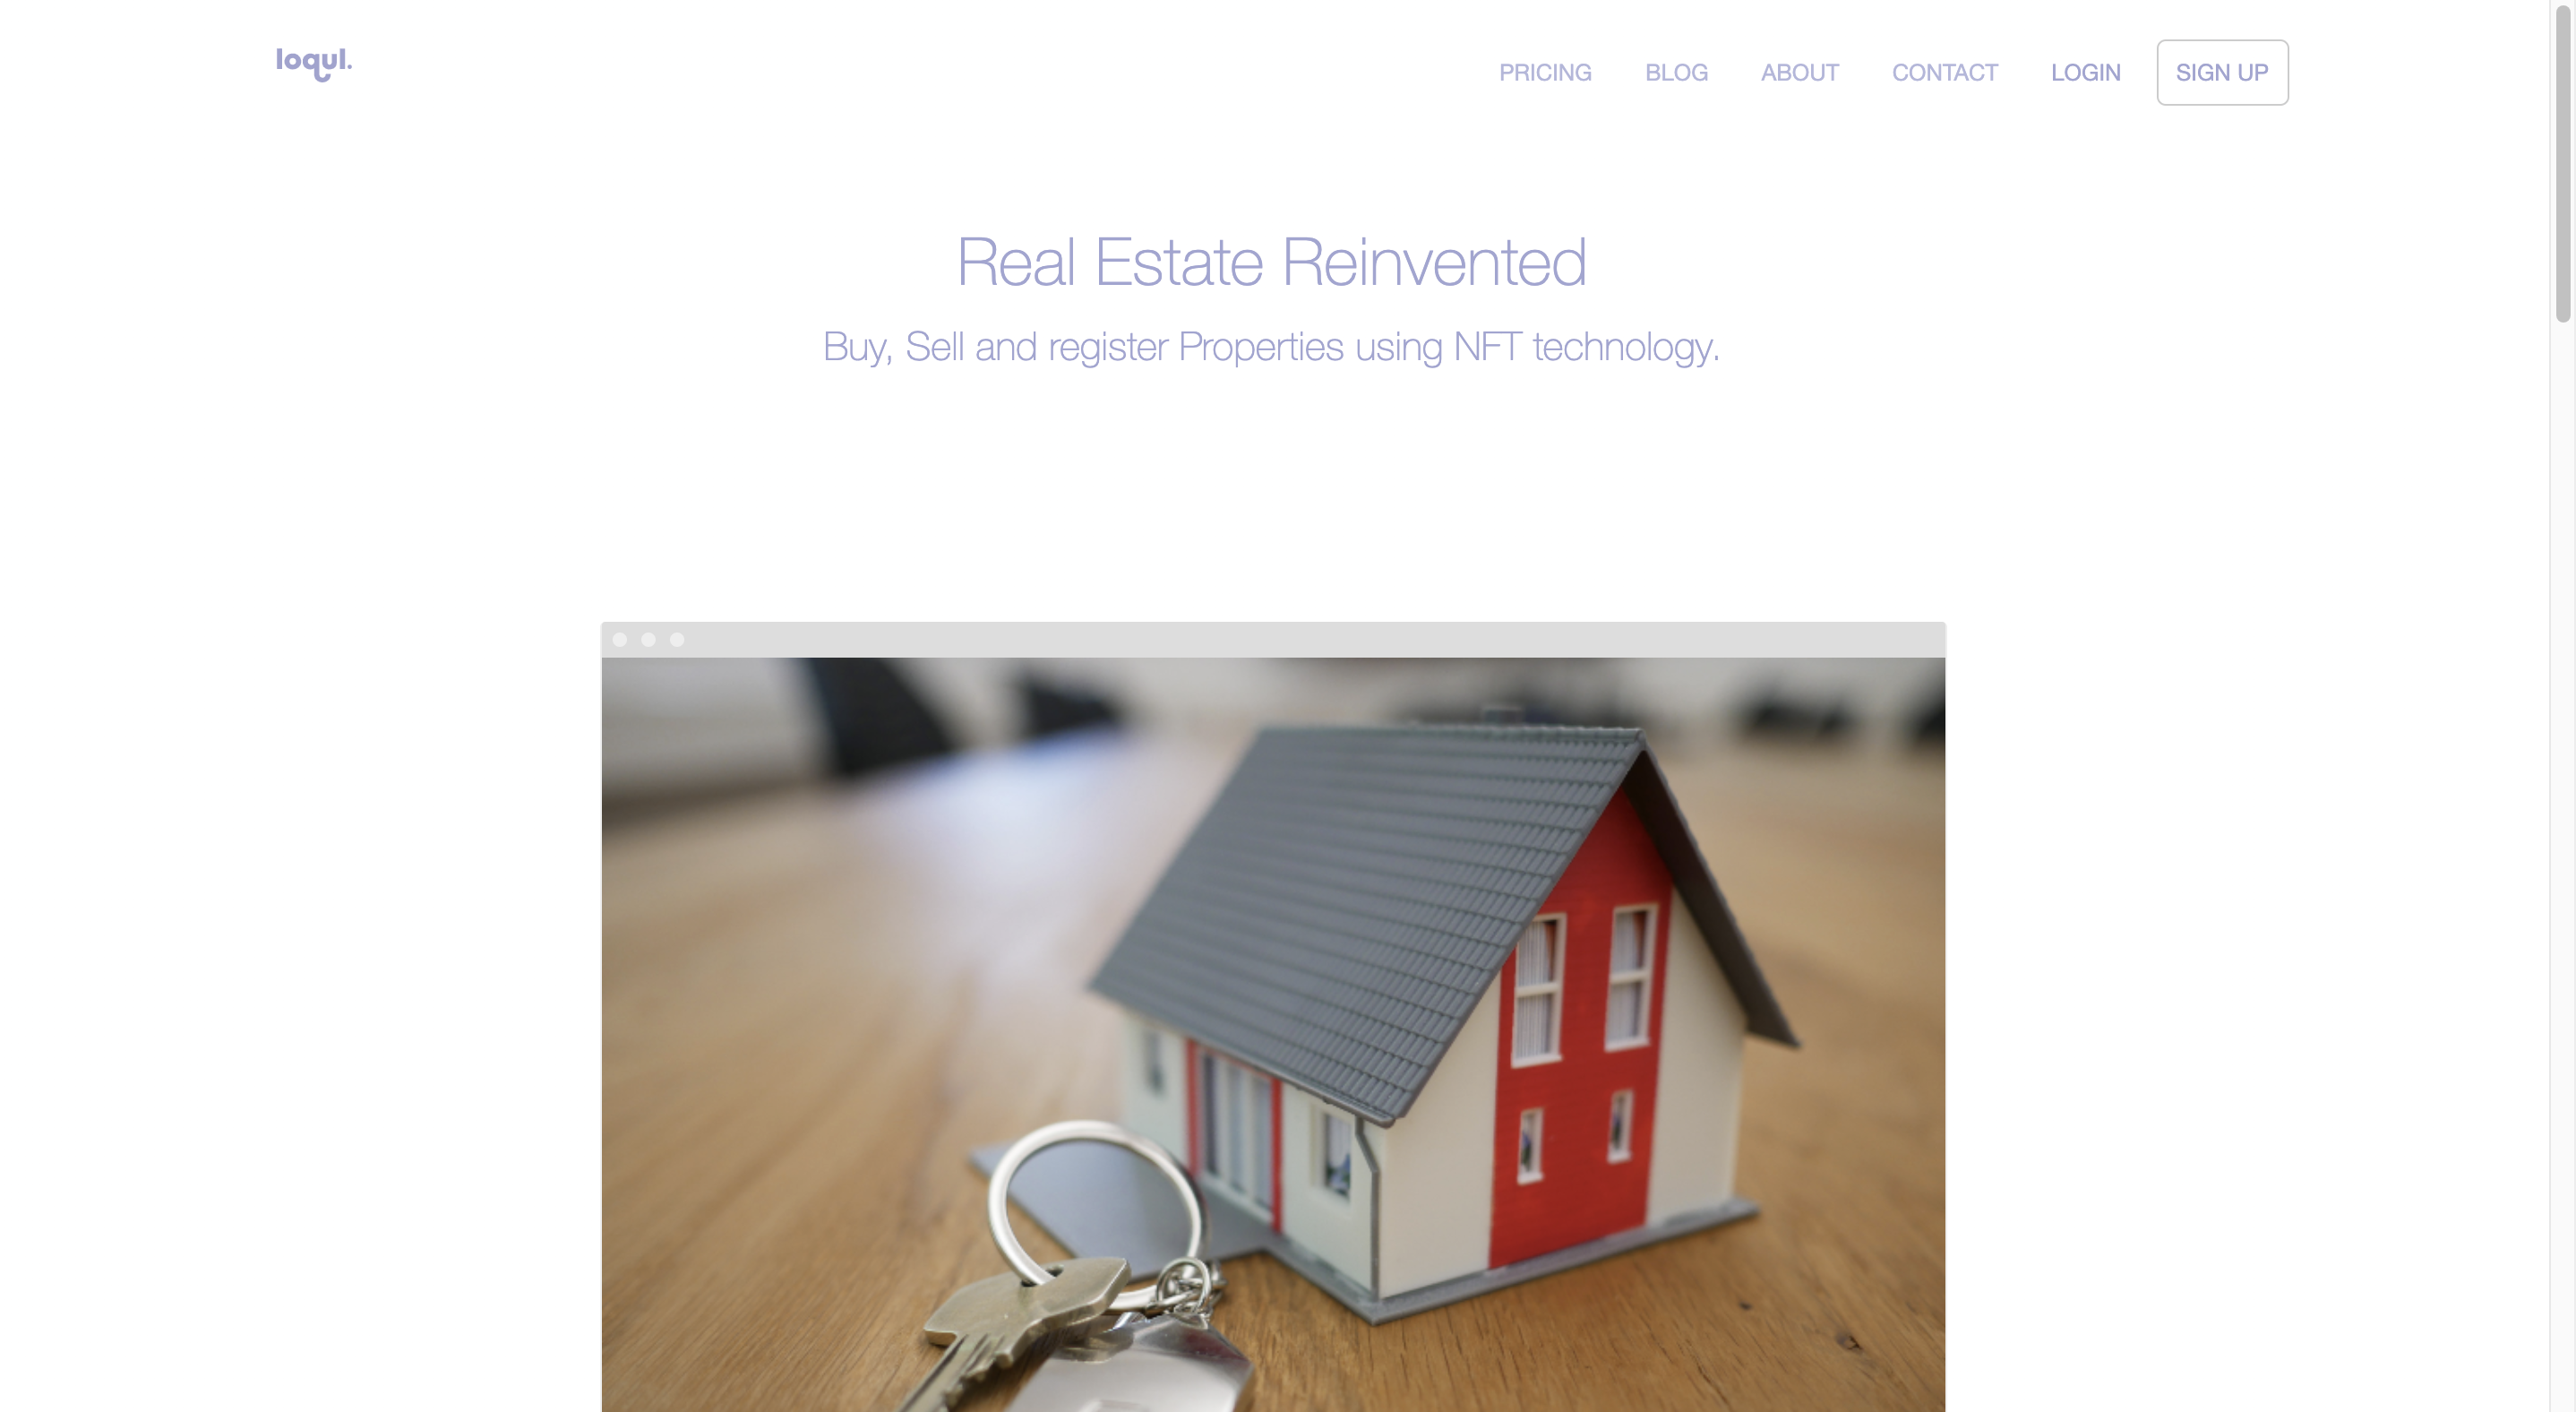 loqul.
PRICING BLOG ABOUT CONTACT LOGIN SIGN UP
Real Estate Reinvented
Buy, Sell and register Properties using NFT technology.